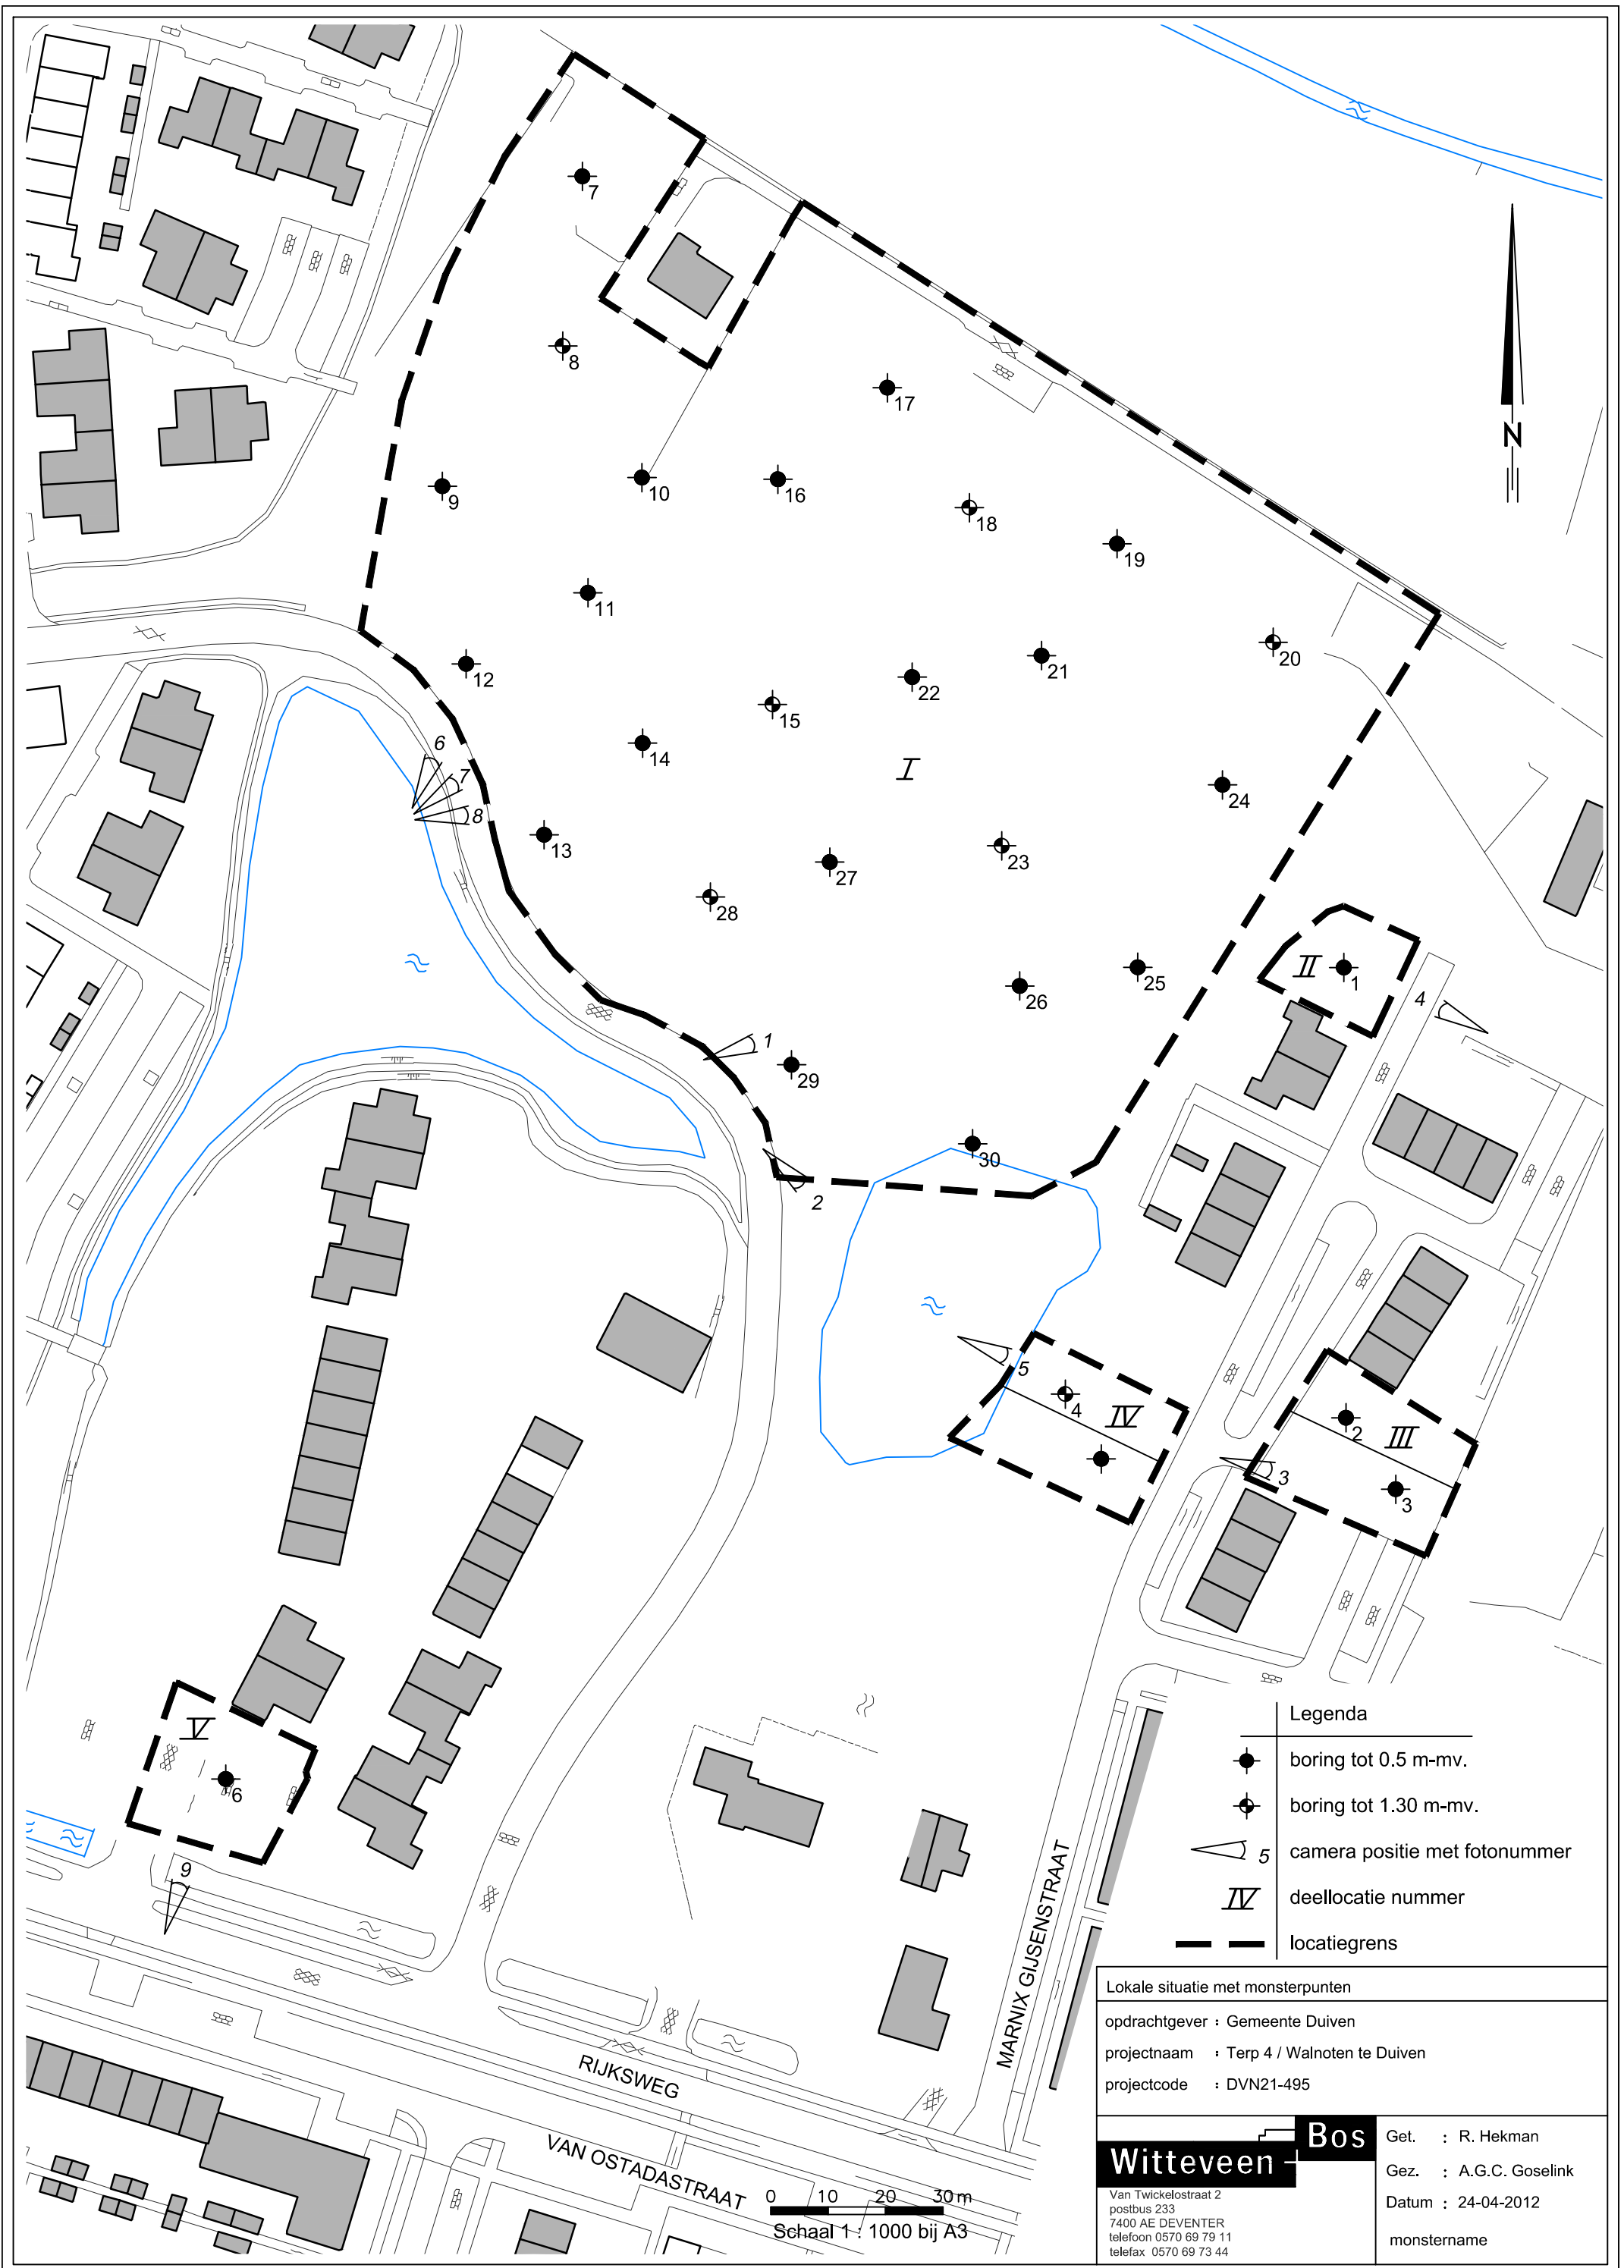 7
8
17
N
9
10
16
18
19
11
20
21
12
22
15
6
14
I
7
24
8
13
23
27
28
II
1
25
26
4
1
29
30
2
5
4
IV
2
III
3
3
V
6
9
Legenda
boring tot 0.5 m-mv.
boring tot 1.30 m-mv.
5 camera positie met fotonummer
IV deellocatie nummer
locatiegrens
MARNIX GIJSENSTRAAT
RIJKSWEG
VAN OSTADASTRAAT
0 10 20 30 m
Schaal 1 : 1000 bij A3
Lokale situatie met monsterpunten
opdrachtgever : Gemeente Duiven
projectnaam : Terp 4 / Walnoten te Duiven
projectcode : DVN21-495
Witteveen + Bos
Van Twickelostraat 2
postbus 233
7400 AE DEVENTER
telefoon 0570 69 79 11
telefax 0570 69 73 44
Get. : R. Hekman
Gez. : A.G.C. Goselink
Datum : 24-04-2012
monstername